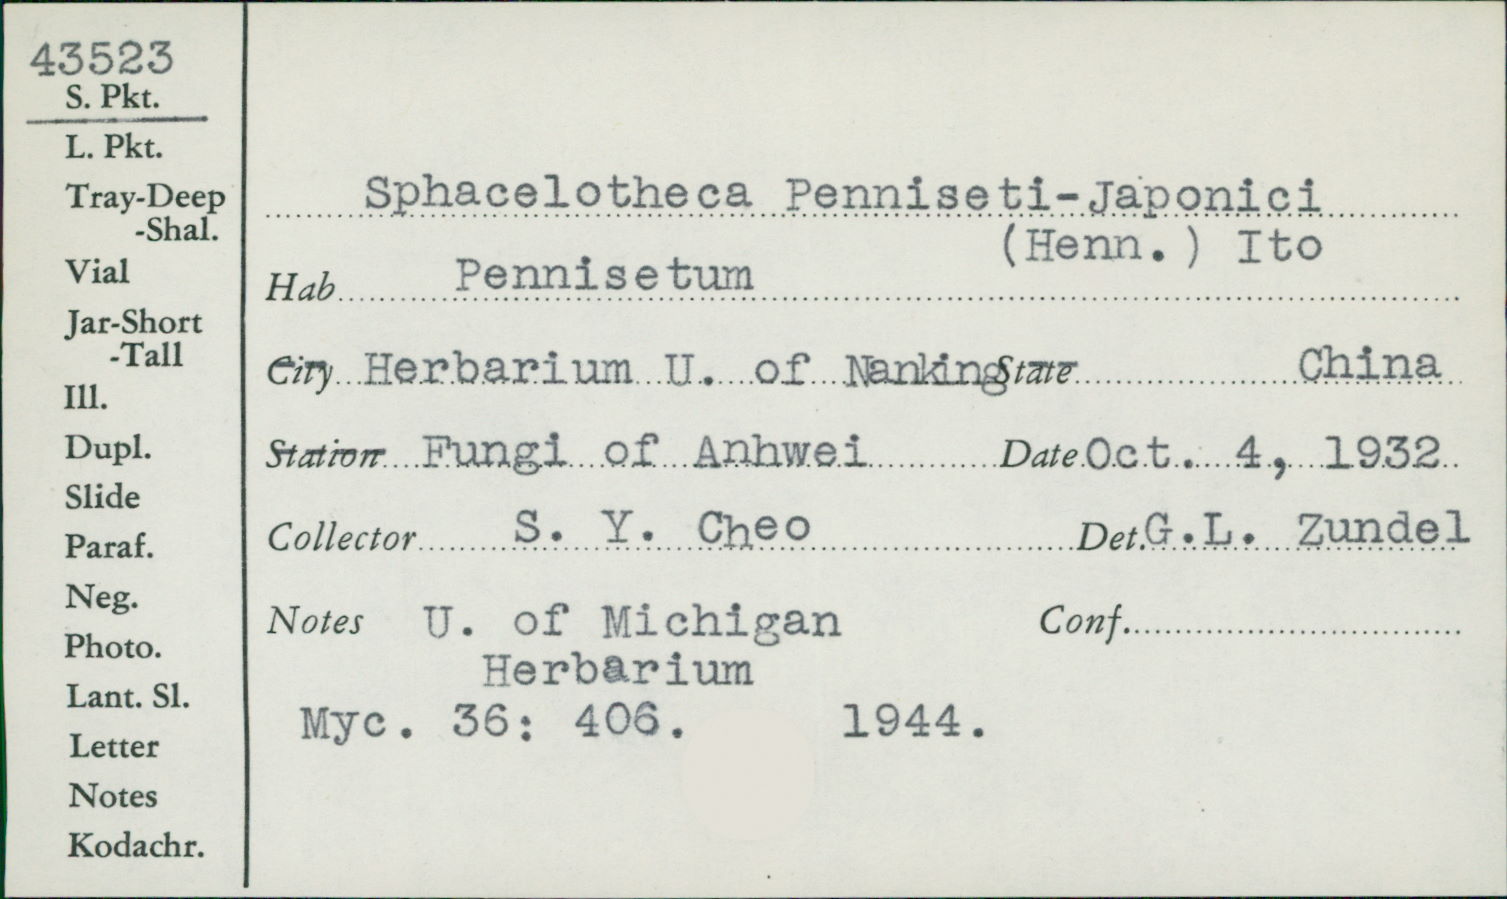 43523
S. Pkt.
L. Pkt.
Tray-Deep
-Shal.
Vial
Jar-Short
-Tall
Ill.
Dupl.
Slide
Paraf.
Neg.
Photo.
Lant. Sl.
Letter
Notes
Kodachr.
Sphacelotheca Penniseti-Japonici
(Henn.) Ito
Hab Pennisetum
City Herbarium U. of Nanking State China
Station Fungi of Anhwei Date Oct. 4, 1932
Collector S. Y. Cheo Det. G.L. Zundel
Notes U. of Michigan Conf.
Herbarium
Myc. 36: 406. 1944.